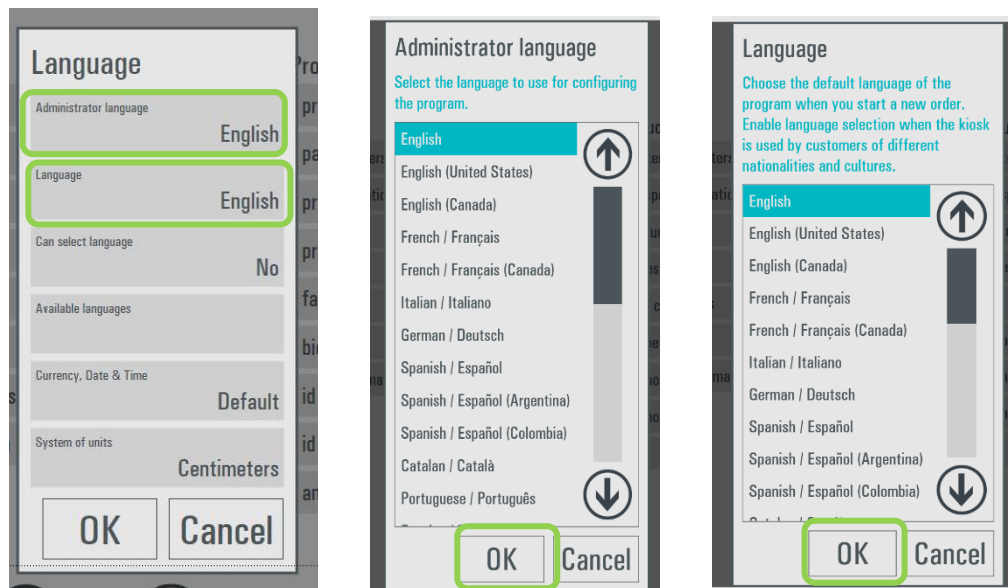 Language
Administrator language
English
Language
English
Can select language
No
Available languages
Currency, Date & Time
Default
System of units
Centimeters
OK
Cancel
Administrator language
Select the language to use for configuring
the program.
English
English (United States)
English (Canada)
French / Français
French / Français (Canada)
Italian / Italiano
German / Deutsch
Spanish / Español
Spanish / Español (Argentina)
Spanish / Español (Colombia)
Catalan / Català
Portuguese / Português
OK
Cancel
Language
Choose the default language of the
program when you start a new order.
Enable language selection when the kiosk
is used by customers of different
nationalities and cultures.
English
English (United States)
English (Canada)
French / Français
French / Français (Canada)
Italian / Italiano
German / Deutsch
Spanish / Español
Spanish / Español (Argentina)
Spanish / Español (Colombia)
OK
Cancel